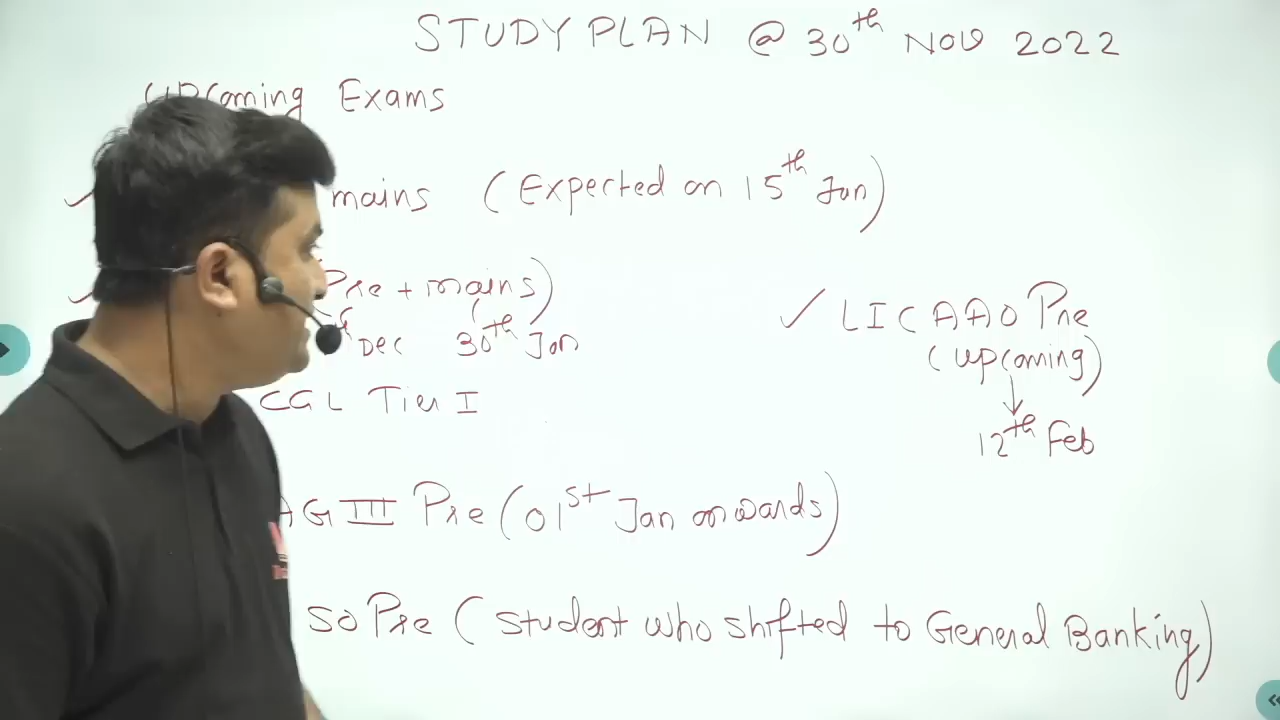 STUDY PLAN @ 30th NOV 2022
Upcoming Exams
mains (Expected on 15th Jan)
Pre + mains)
Dec 30th Jan
CGL Tier I
✓ LIC AAO Pre
(upcoming)
12th Feb
AG III Pre (01st Jan onwards)
SO Pre (student who shifted to General Banking)